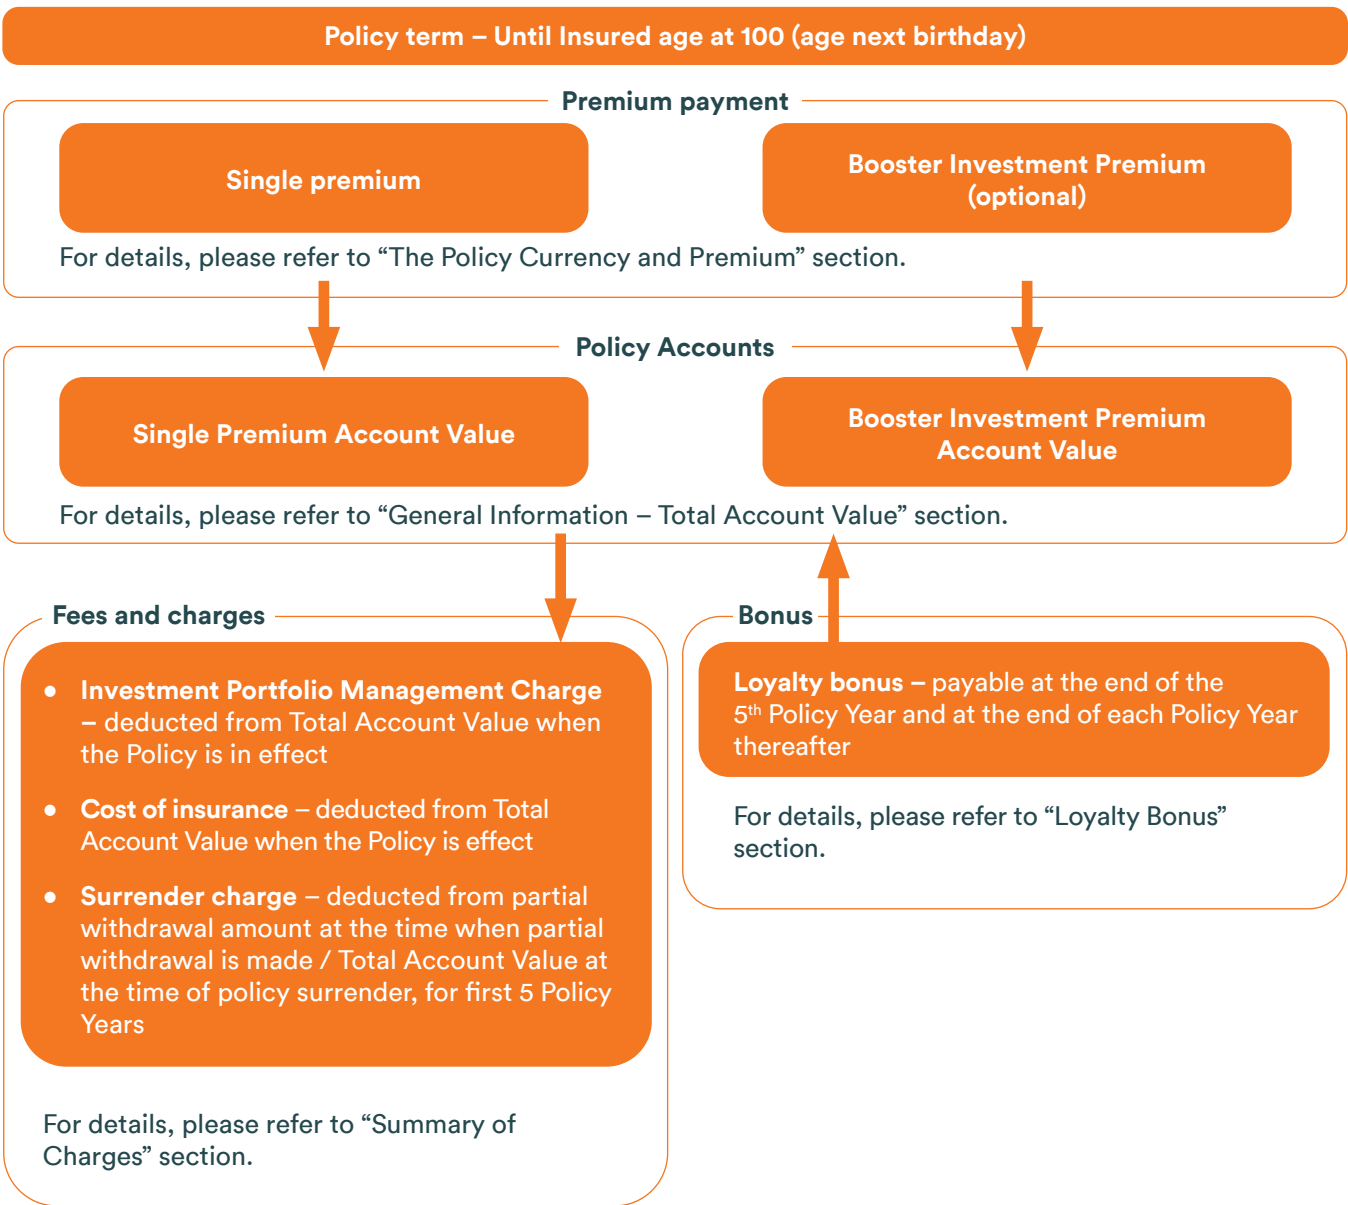 Policy term – Until Insured age at 100 (age next birthday)
Premium payment
Single premium
Booster Investment Premium
(optional)
For details, please refer to “The Policy Currency and Premium” section.
Policy Accounts
Single Premium Account Value
Booster Investment Premium
Account Value
For details, please refer to “General Information – Total Account Value” section.
Fees and charges
● Investment Portfolio Management Charge
– deducted from Total Account Value when
the Policy is in effect
● Cost of insurance – deducted from Total
Account Value when the Policy is effect
● Surrender charge – deducted from partial
withdrawal amount at the time when partial
withdrawal is made / Total Account Value at
the time of policy surrender, for first 5 Policy
Years
For details, please refer to “Summary of
Charges” section.
Bonus
Loyalty bonus – payable at the end of the
5th Policy Year and at the end of each Policy Year
thereafter
For details, please refer to “Loyalty Bonus”
section.